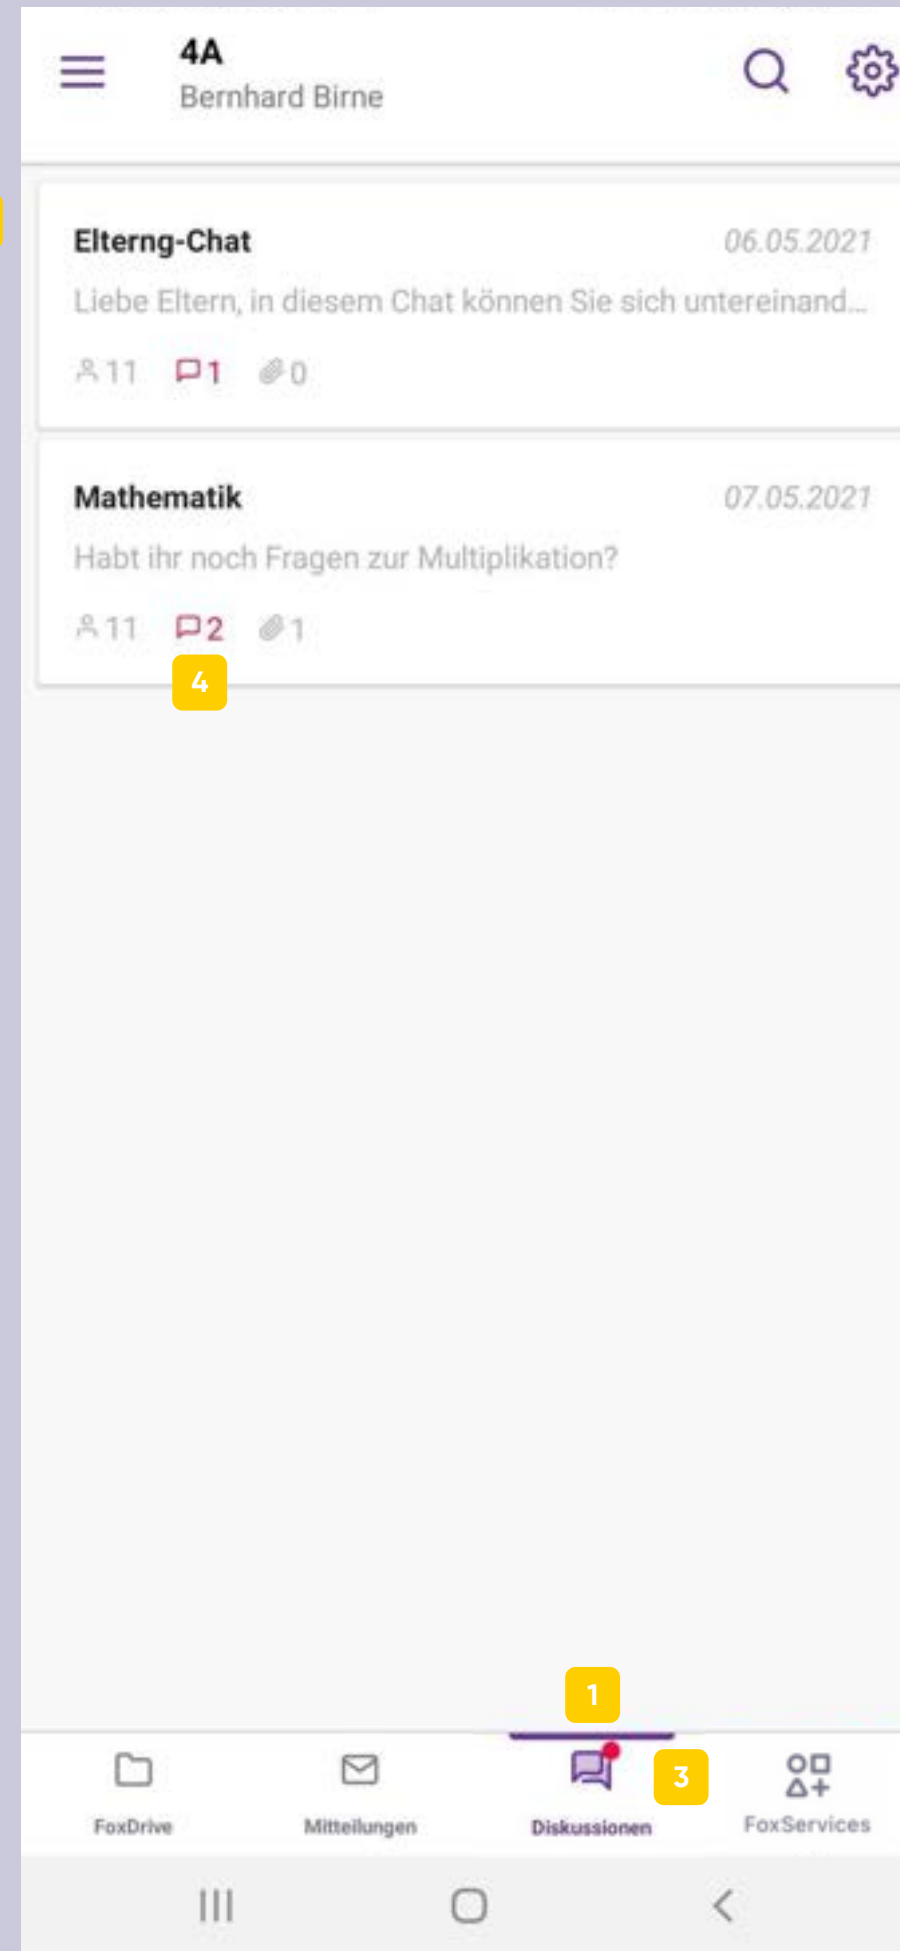 4A
Bernhard Birne
Elterng-Chat 06.05.2021
Liebe Eltern, in diesem Chat können Sie sich untereinand...
11 1 0
Mathematik 07.05.2021
Habt ihr noch Fragen zur Multiplikation?
11 2 1
4
1
3
FoxDrive Mitteilungen Diskussionen FoxServices